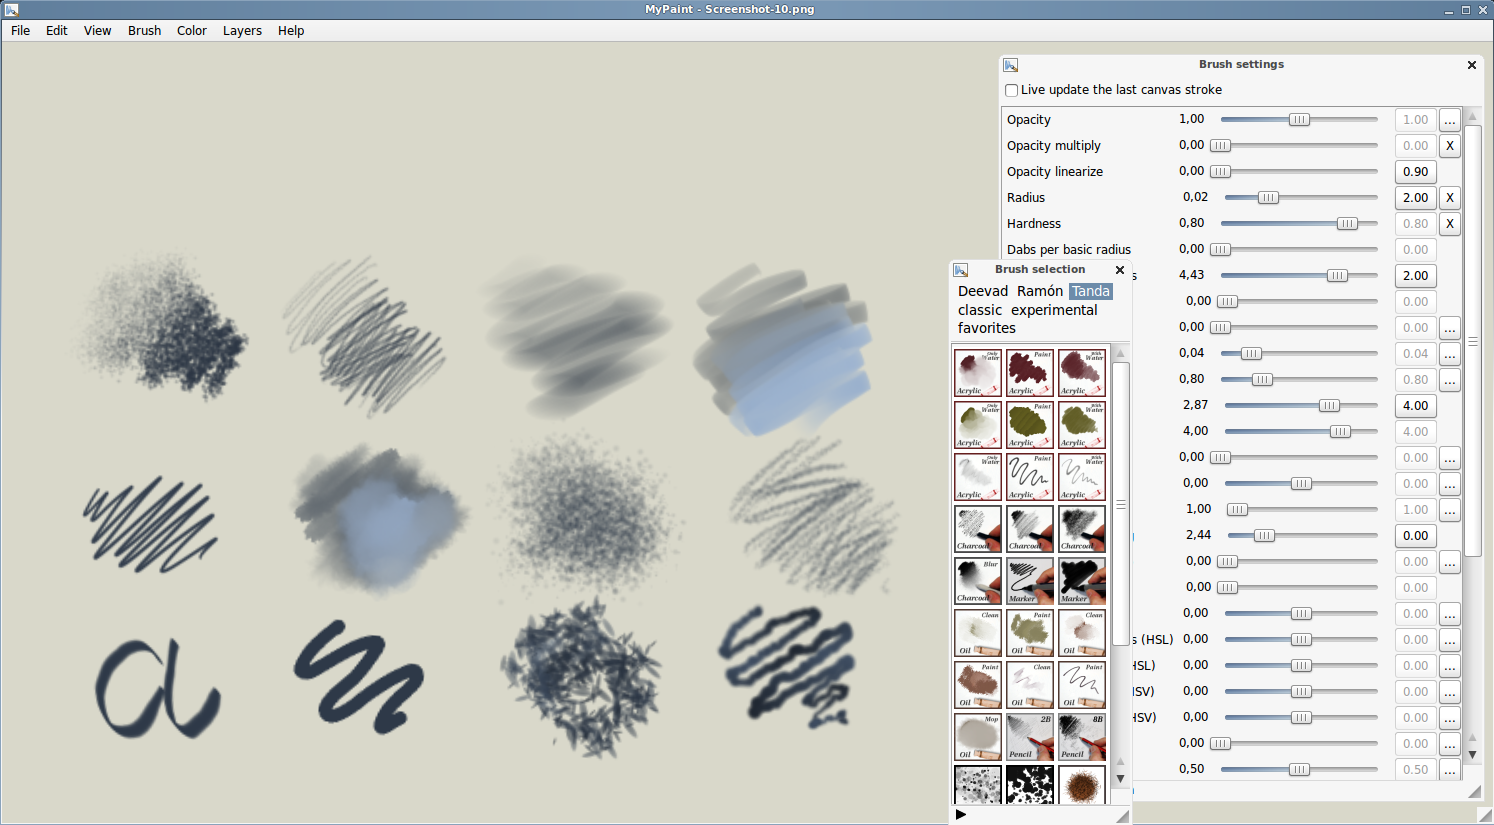 MyPaint - Screenshot-10.png
File Edit View Brush Color Layers Help
Brush settings
Live update the last canvas stroke
Opacity 1,00 1.00 ...
Opacity multiply 0,00 0.00 X
Opacity linearize 0,00 0.90
Radius 0,02 2.00 X
Hardness 0,80 0.80 X
Dabs per basic radius 0,00 0.00
s 4,43 2.00
0,00 0.00
0,00 0.00 ...
0,04 0.04 ...
0,80 0.80 ...
2,87 4.00
4,00 4.00
0,00 0.00 ...
0,00 0.00 ...
1,00 1.00 ...
2,44 0.00
0,00 0.00 ...
0,00 0.00
0,00 0.00 ...
s (HSL) 0,00 0.00 ...
HSL) 0,00 0.00 ...
HSV) 0,00 0.00 ...
HSV) 0,00 0.00 ...
0,00 0.00 ...
0,50 0.50 ...
Brush selection
Deevad Ramón Tanda
classic experimental
favorites
Only Water Paint With Water
Acrylic Acrylic Acrylic
Only Water Paint With Water
Acrylic Acrylic Acrylic
Only Water Paint With Water
Acrylic Acrylic Acrylic
Charcoal Charcoal Charcoal
Blur
Charcoal Marker Marker
Clean Paint Clean
Oil Oil Oil
Paint Clean Paint
Oil Oil Oil
Mop 2B 8B
Oil Pencil Pencil
a